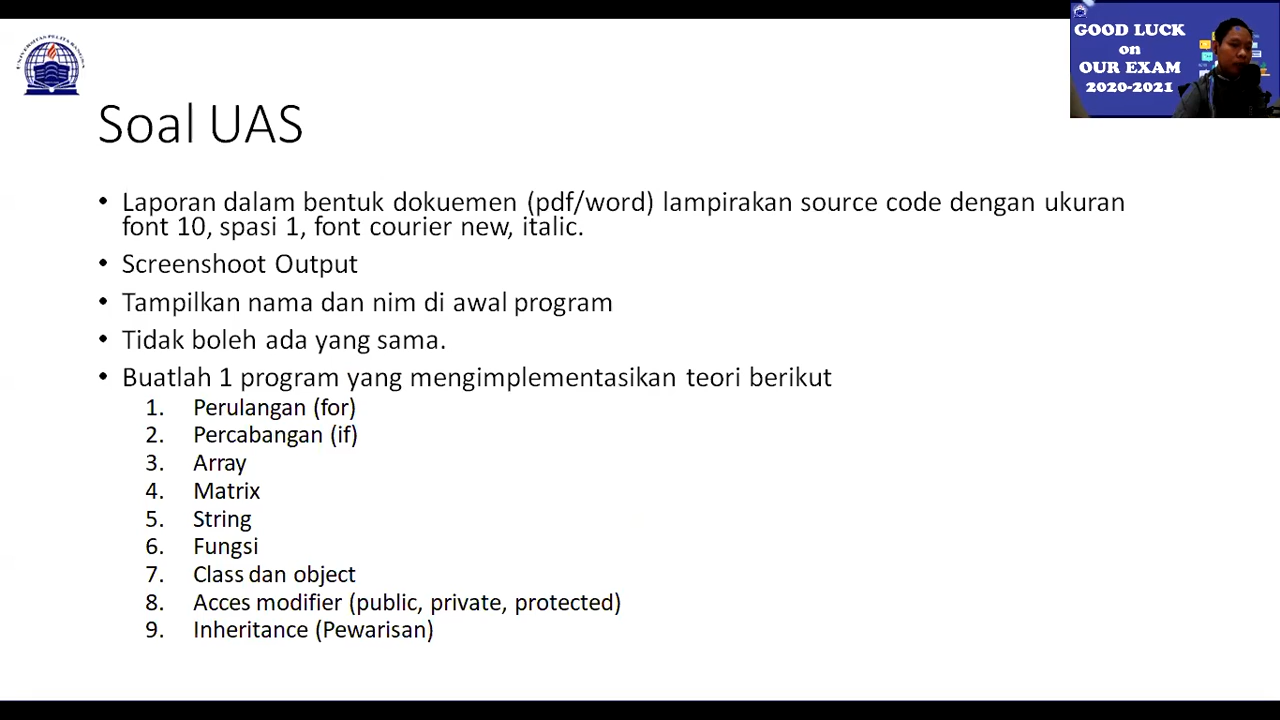 GOOD LUCK
on
OUR EXAM
2020-2021
UNIVERSITAS PELITA BANGSA
Soal UAS
• Laporan dalam bentuk dokuemen (pdf/word) lampirakan source code dengan ukuran
font 10, spasi 1, font courier new, italic.
• Screenshoot Output
• Tampilkan nama dan nim di awal program
• Tidak boleh ada yang sama.
• Buatlah 1 program yang mengimplementasikan teori berikut
1. Perulangan (for)
2. Percabangan (if)
3. Array
4. Matrix
5. String
6. Fungsi
7. Class dan object
8. Acces modifier (public, private, protected)
9. Inheritance (Pewarisan)